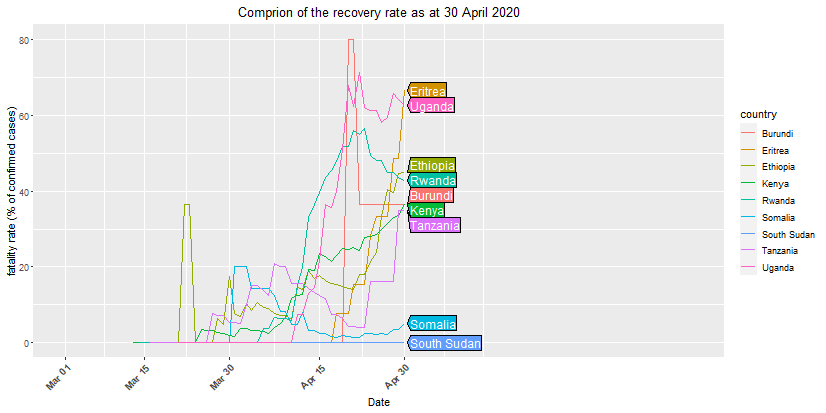 Comprion of the recovery rate as at 30 April 2020
fatality rate (% of confirmed cases)
80
60
40
20
0
Eritrea
Uganda
Ethiopia
Rwanda
Burundi
Kenya
Tanzania
Somalia
South Sudan
Mar 01
Mar 15
Mar 30
Apr 15
Apr 30
Date
country
Burundi
Eritrea
Ethiopia
Kenya
Rwanda
Somalia
South Sudan
Tanzania
Uganda